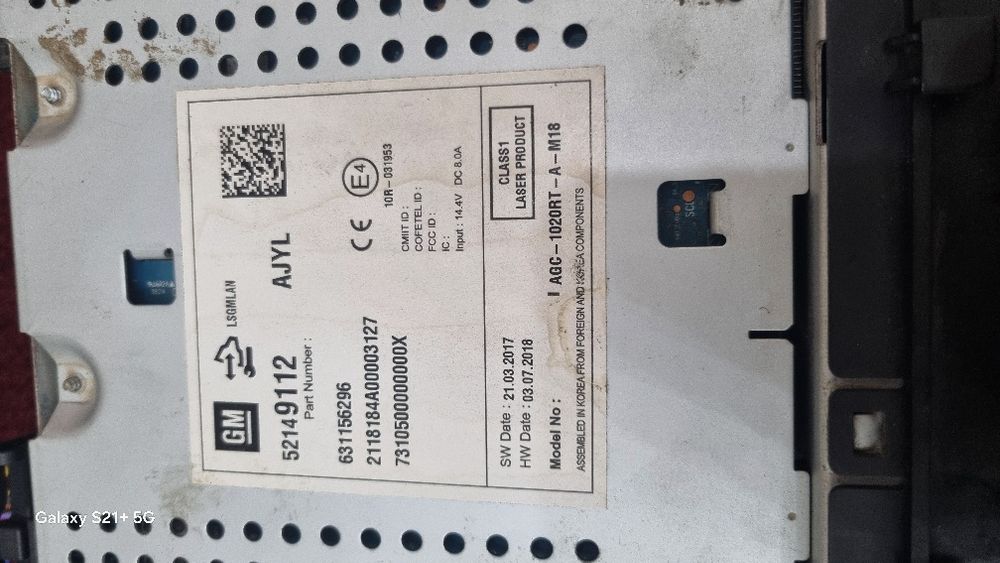 GM
LSGMLAN
52149112 AJYL
Part Number :
631156296
2118184A00003127
73105000000000X
CE E4
10R-031953
CMIIT ID :
COFETEL ID :
FCC ID :
IC :
Input : 14.4V DC 8.0A
SW Date : 21.03.2017
HW Date : 03.07.2018
CLASS1
LASER PRODUCT
Model No : AGC-1020RT-A-M18
ASSEMBLED IN KOREA FROM FOREIGN AND KOREA COMPONENTS
SCL
Galaxy S21+ 5G